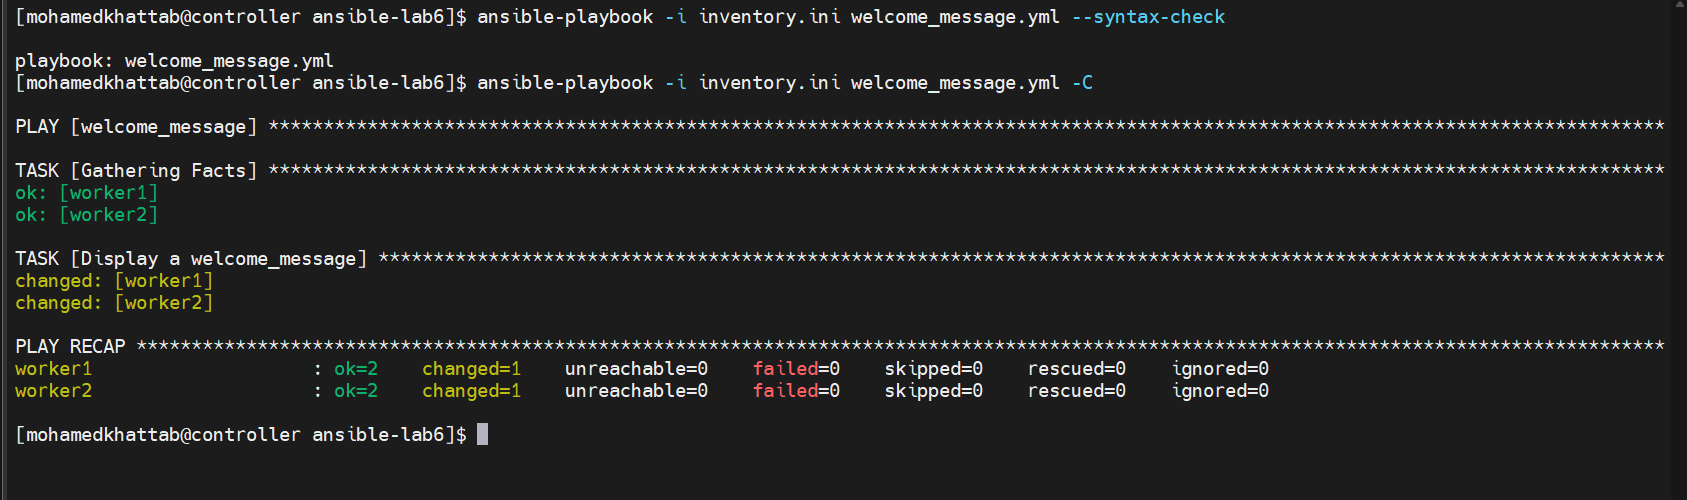 [mohamedkhattab@controller ansible-lab6]$ ansible-playbook -i inventory.ini welcome_message.yml --syntax-check
playbook: welcome_message.yml
[mohamedkhattab@controller ansible-lab6]$ ansible-playbook -i inventory.ini welcome_message.yml -C
PLAY [welcome_message] *******************************************************************************************************************************
TASK [Gathering Facts] *******************************************************************************************************************************
ok: [worker1]
ok: [worker2]
TASK [Display a welcome_message] *********************************************************************************************************************
changed: [worker1]
changed: [worker2]
PLAY RECAP *******************************************************************************************************************************************
worker1                    : ok=2    changed=1    unreachable=0    failed=0    skipped=0    rescued=0    ignored=0
worker2                    : ok=2    changed=1    unreachable=0    failed=0    skipped=0    rescued=0    ignored=0
[mohamedkhattab@controller ansible-lab6]$